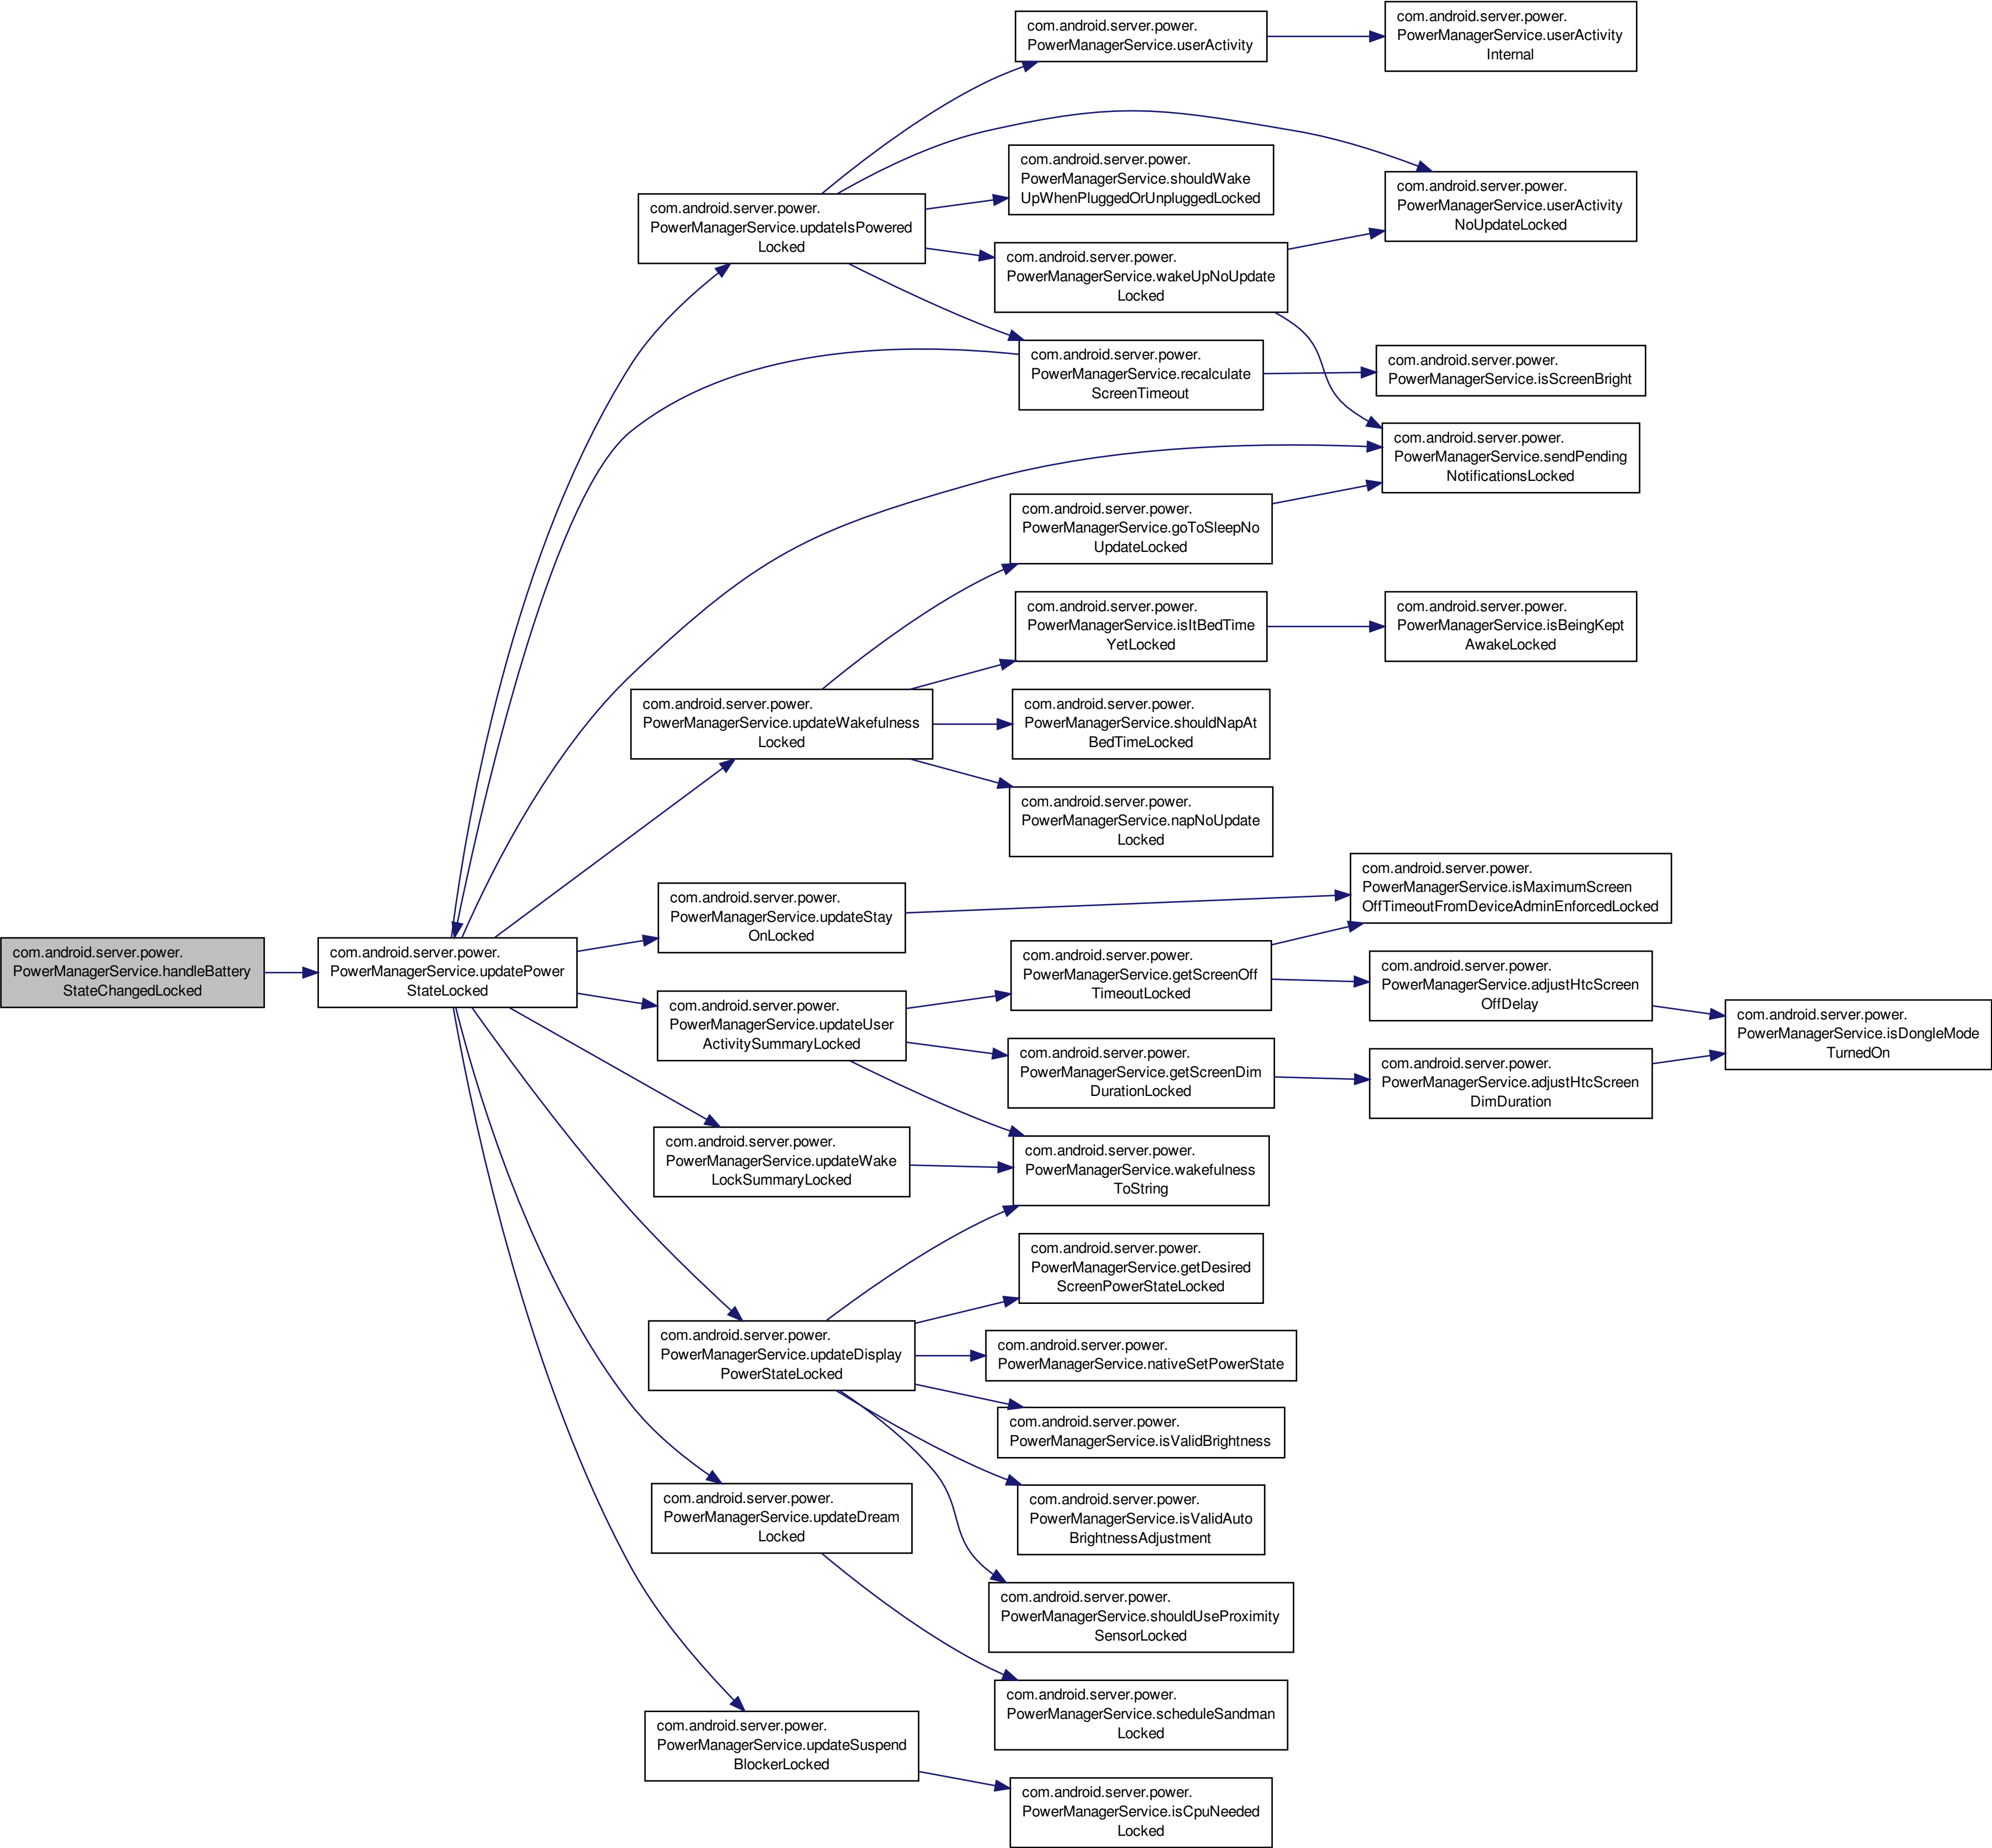 com.android.server.power.
PowerManagerService.handleBattery
StateChangedLocked
com.android.server.power.
PowerManagerService.updatePower
StateLocked
com.android.server.power.
PowerManagerService.updateIsPowered
Locked
com.android.server.power.
PowerManagerService.updateWakefulness
Locked
com.android.server.power.
PowerManagerService.updateStay
OnLocked
com.android.server.power.
PowerManagerService.updateUser
ActivitySummaryLocked
com.android.server.power.
PowerManagerService.updateWake
LockSummaryLocked
com.android.server.power.
PowerManagerService.updateDisplay
PowerStateLocked
com.android.server.power.
PowerManagerService.updateDream
Locked
com.android.server.power.
PowerManagerService.updateSuspend
BlockerLocked
com.android.server.power.
PowerManagerService.userActivity
com.android.server.power.
PowerManagerService.shouldWake
UpWhenPluggedOrUnpluggedLocked
com.android.server.power.
PowerManagerService.wakeUpNoUpdate
Locked
com.android.server.power.
PowerManagerService.recalculate
ScreenTimeout
com.android.server.power.
PowerManagerService.goToSleepNo
UpdateLocked
com.android.server.power.
PowerManagerService.isItBedTime
YetLocked
com.android.server.power.
PowerManagerService.shouldNapAt
BedTimeLocked
com.android.server.power.
PowerManagerService.napNoUpdate
Locked
com.android.server.power.
PowerManagerService.getScreenOff
TimeoutLocked
com.android.server.power.
PowerManagerService.getScreenDim
DurationLocked
com.android.server.power.
PowerManagerService.wakefulness
ToString
com.android.server.power.
PowerManagerService.getDesired
ScreenPowerStateLocked
com.android.server.power.
PowerManagerService.nativeSetPowerState
com.android.server.power.
PowerManagerService.isValidBrightness
com.android.server.power.
PowerManagerService.isValidAuto
BrightnessAdjustment
com.android.server.power.
PowerManagerService.shouldUseProximity
SensorLocked
com.android.server.power.
PowerManagerService.scheduleSandman
Locked
com.android.server.power.
PowerManagerService.isCpuNeeded
Locked
com.android.server.power.
PowerManagerService.userActivity
Internal
com.android.server.power.
PowerManagerService.userActivity
NoUpdateLocked
com.android.server.power.
PowerManagerService.isScreenBright
com.android.server.power.
PowerManagerService.sendPending
NotificationsLocked
com.android.server.power.
PowerManagerService.isBeingKept
AwakeLocked
com.android.server.power.
PowerManagerService.isMaximumScreen
OffTimeoutFromDeviceAdminEnforcedLocked
com.android.server.power.
PowerManagerService.adjustHtcScreen
OffDelay
com.android.server.power.
PowerManagerService.adjustHtcScreen
DimDuration
com.android.server.power.
PowerManagerService.isDongleMode
TurnedOn